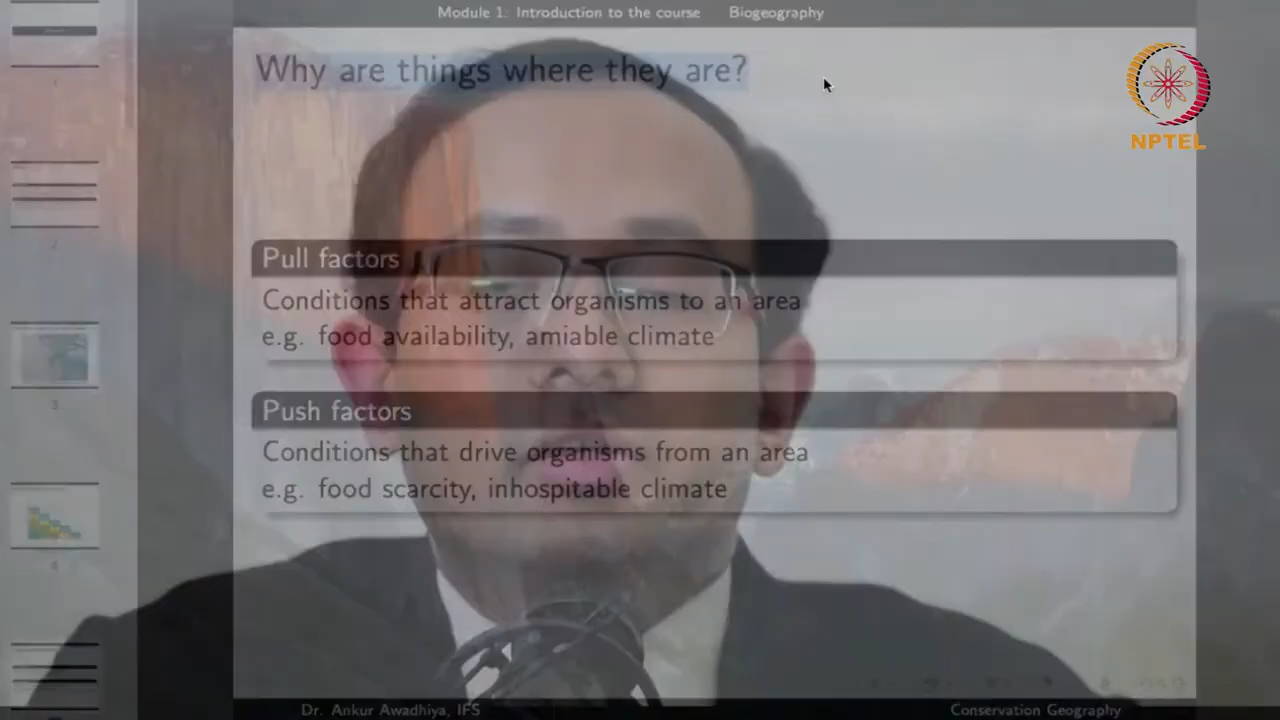 Module 1: Introduction to the course Biogeography
Why are things where they are?
NPTEL
Pull factors
Conditions that attract organisms to an area
e.g. food availability, amiable climate
Push factors
Conditions that drive organisms from an area
e.g. food scarcity, inhospitable climate
3
4
Dr. Ankur Awadhiya, IFS Conservation Geography